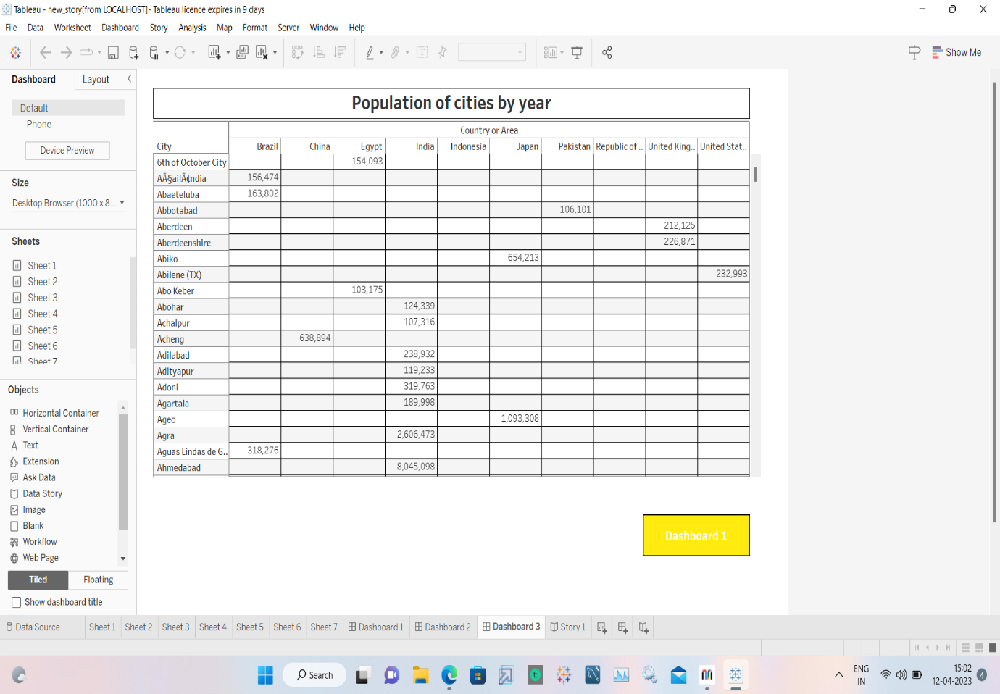 Tableau - new_story[from LOCALHOST]- Tableau licence expires in 9 days
File Data Worksheet Dashboard Story Analysis Map Format Server Window Help
Show Me
Dashboard Layout
Default
Phone
Device Preview
Size
Desktop Browser (1000 x 8...
Sheets
Sheet 1
Sheet 2
Sheet 3
Sheet 4
Sheet 5
Sheet 6
Sheet 7
Objects
Horizontal Container
Vertical Container
Text
Extension
Ask Data
Data Story
Image
Blank
Workflow
Web Page
Tiled Floating
Show dashboard title
Population of cities by year
Country or Area
City Brazil China Egypt India Indonesia Japan Pakistan Republic of .. United King.. United Stat..
6th of October City 154,093
AÃ§ailÃ¢ndia 156,474
Abaeteluba 163,802
Abbotabad 106,101
Aberdeen 212,125
Aberdeenshire 226,871
Abiko 654,213
Abilene (TX) 232,993
Abo Keber 103,175
Abohar 124,339
Achalpur 107,316
Acheng 638,894
Adilabad 238,932
Adityapur 119,233
Adoni 319,763
Agartala 189,998
Ageo 1,093,308
Agra 2,606,473
Aguas Lindas de G.. 318,276
Ahmedabad 8,045,098
Dashboard 1
Data Source Sheet 1 Sheet 2 Sheet 3 Sheet 4 Sheet 5 Sheet 6 Sheet 7 Dashboard 1 Dashboard 2 Dashboard 3 Story 1
Search
ENG
IN
15:02
12-04-2023
4